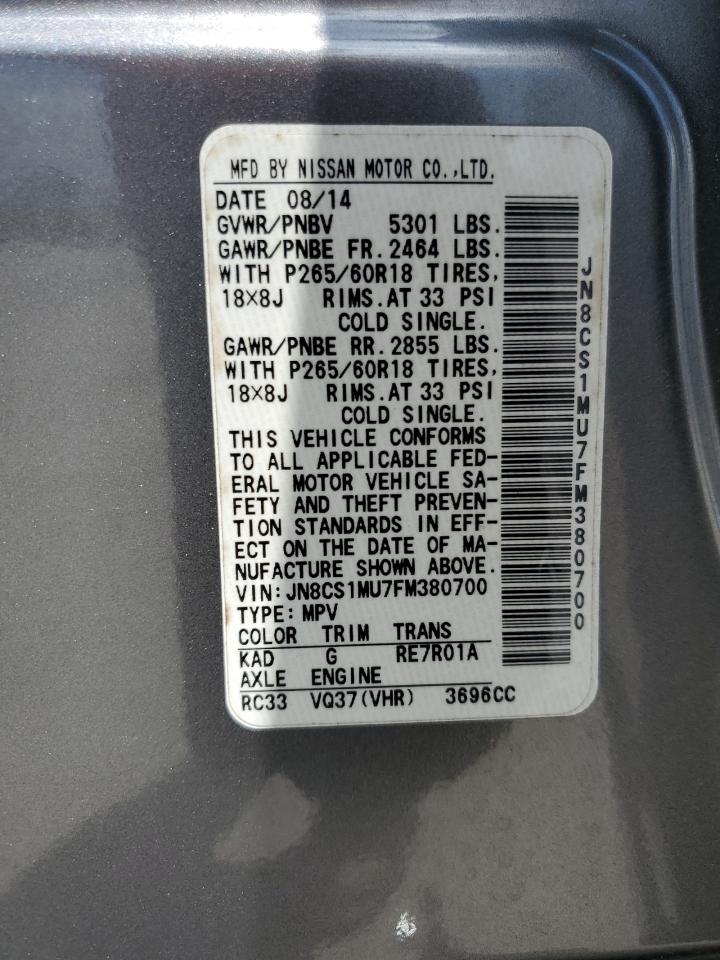 MFD BY NISSAN MOTOR CO.,LTD.
DATE 08/14
GVWR/PNBV 5301 LBS.
GAWR/PNBE FR. 2464 LBS.
WITH P265/60R18 TIRES,
18×8J RIMS.AT 33 PSI
COLD SINGLE.
GAWR/PNBE RR. 2855 LBS.
WITH P265/60R18 TIRES,
18×8J RIMS.AT 33 PSI
COLD SINGLE.
THIS VEHICLE CONFORMS
TO ALL APPLICABLE FED-
ERAL MOTOR VEHICLE SA-
FETY AND THEFT PREVEN-
TION STANDARDS IN EFF-
ECT ON THE DATE OF MA-
NUFACTURE SHOWN ABOVE.
VIN:JN8CS1MU7FM380700
TYPE:MPV
COLOR TRIM TRANS
KAD G RE7R01A
AXLE ENGINE
RC33 VQ37(VHR) 3696CC
JN8CS1MU7FM380700